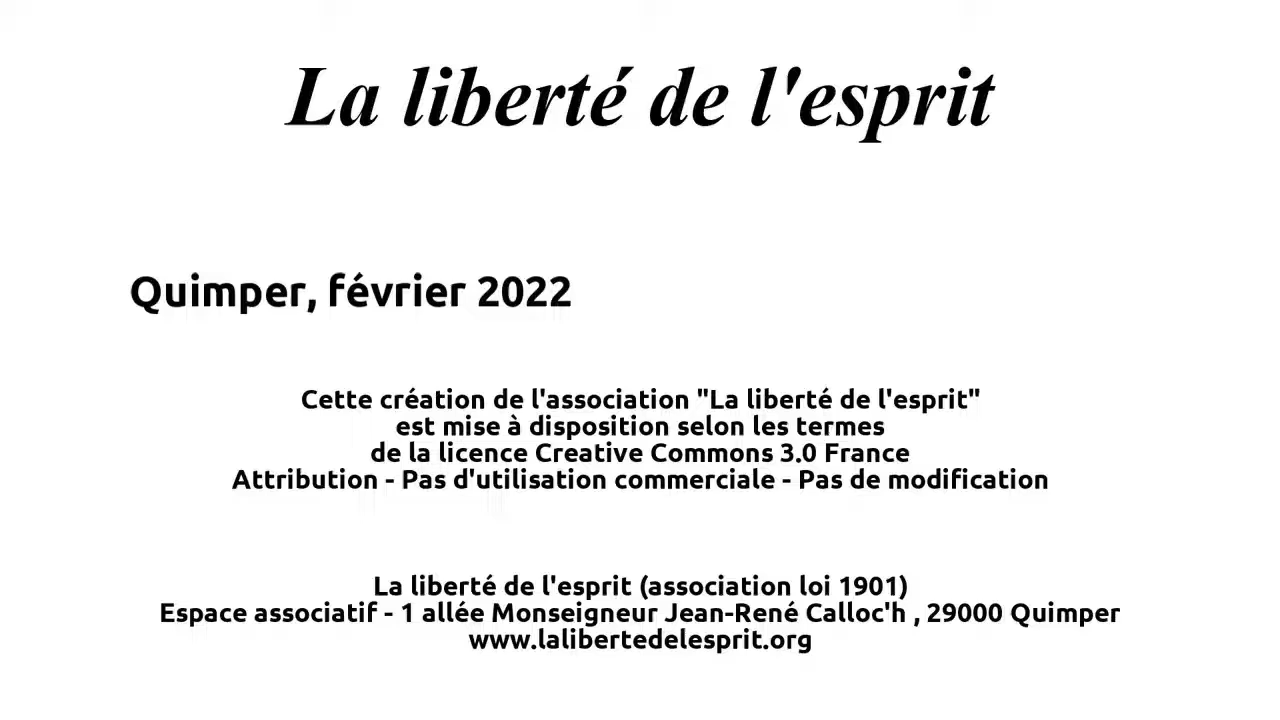 La liberté de l'esprit
Quimper, février 2022
Cette création de l'association "La liberté de l'esprit"
est mise à disposition selon les termes
de la licence Creative Commons 3.0 France
Attribution - Pas d'utilisation commerciale - Pas de modification
La liberté de l'esprit (association loi 1901)
Espace associatif - 1 allée Monseigneur Jean-René Calloc'h , 29000 Quimper
www.lalibertedelesprit.org